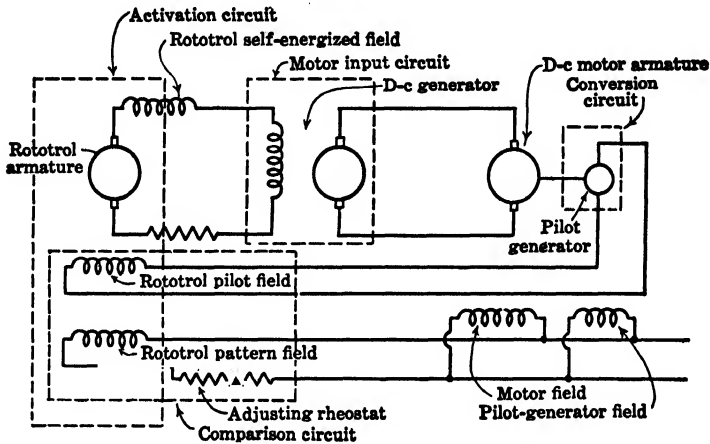 Activation circuit
Rototrol self-energized field
Motor input circuit
D-c generator
D-c motor armature
Conversion
circuit
Rototrol
armature
Pilot
generator
Rototrol pilot field
Rototrol pattern field
Adjusting rheostat
Comparison circuit
Motor field
Pilot-generator field